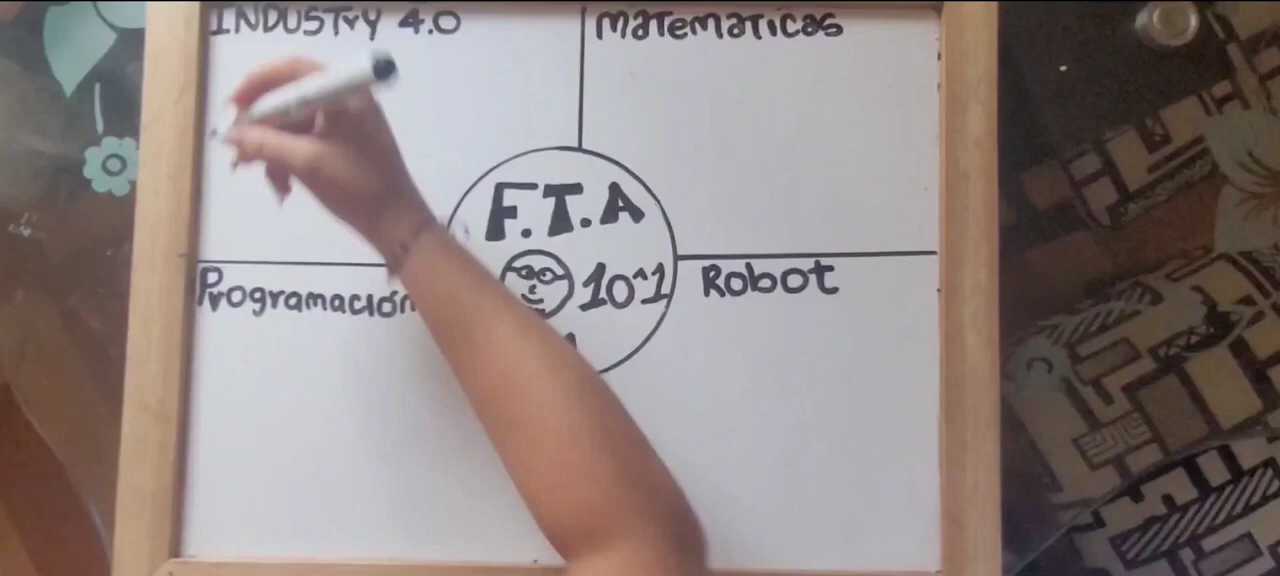 INDUSTrY 4.0
MaTemaTicas
F.T.A
10^1
Programación
Robot